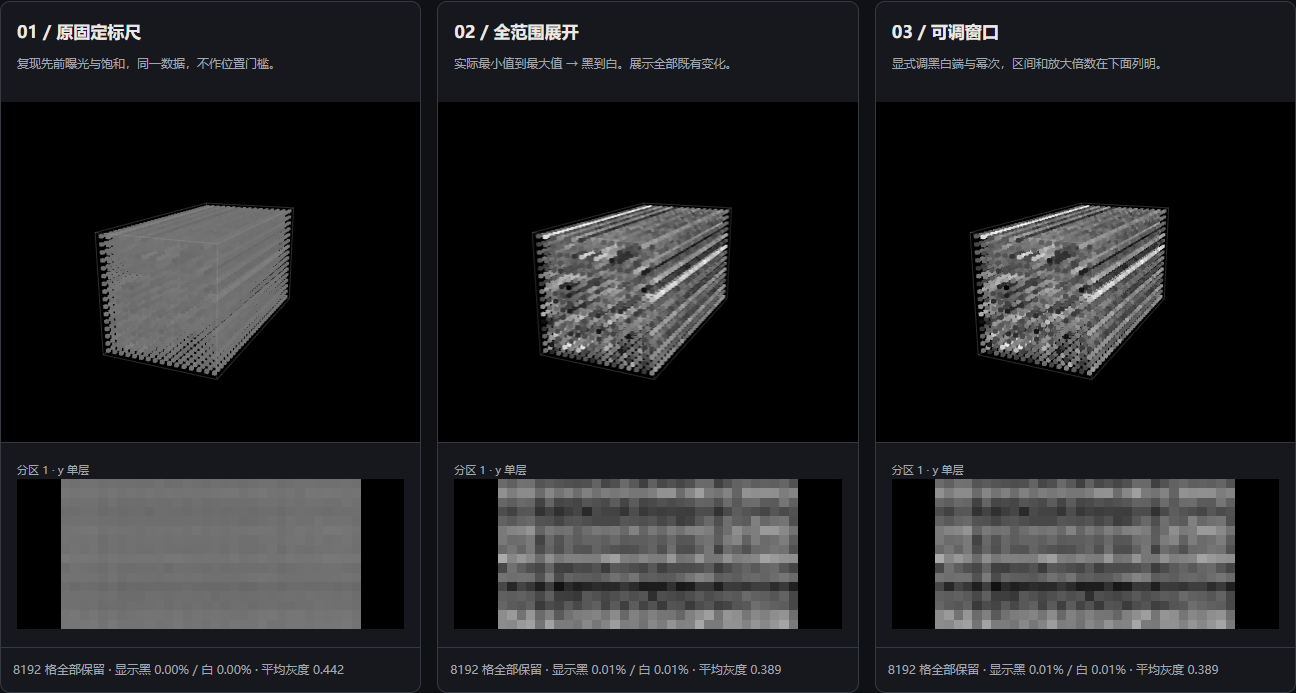 01 / 原固定标尺
复现先前曝光与饱和，同一数据，不作位置门槛。
分区 1 · y 单层
8192 格全部保留 · 显示黑 0.00% / 白 0.00% · 平均灰度 0.442
02 / 全范围展开
实际最小值到最大值 → 黑到白。展示全部既有变化。
分区 1 · y 单层
8192 格全部保留 · 显示黑 0.01% / 白 0.01% · 平均灰度 0.389
03 / 可调窗口
显式调黑白端与幂次，区间和放大倍数在下面列明。
分区 1 · y 单层
8192 格全部保留 · 显示黑 0.01% / 白 0.01% · 平均灰度 0.389